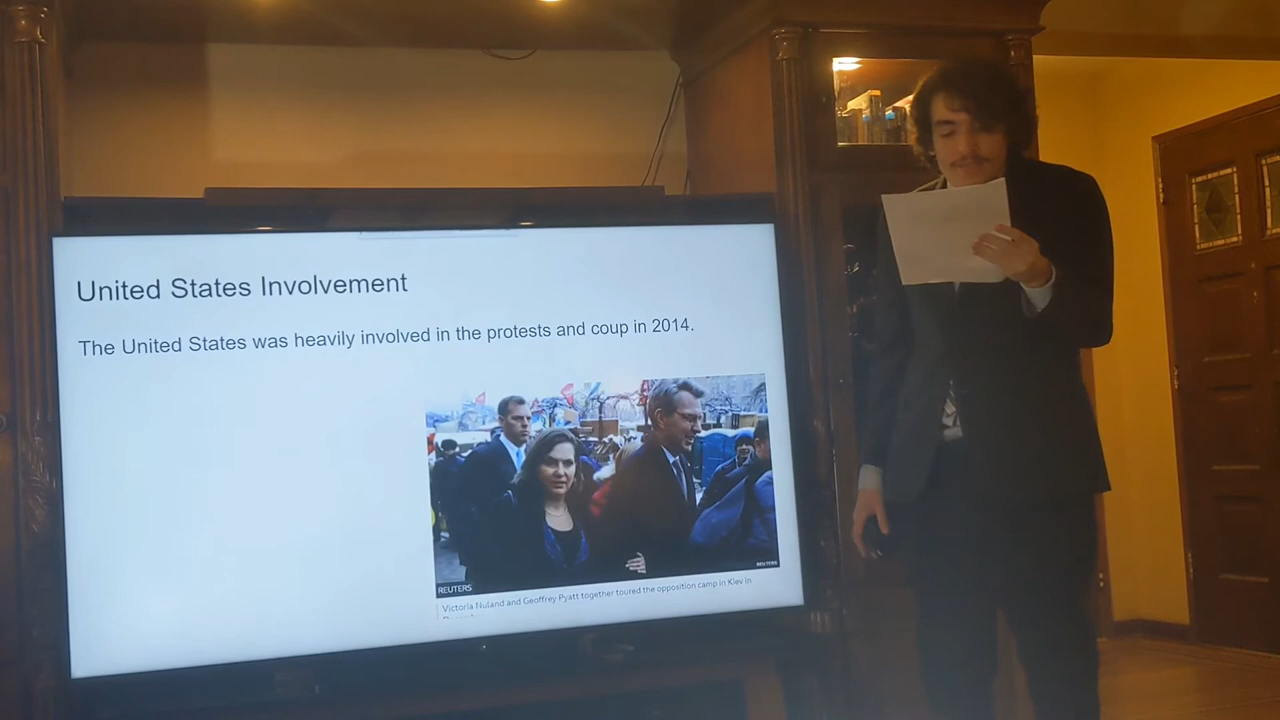 United States Involvement
The United States was heavily involved in the protests and coup in 2014.
REUTERS
REUTERS
Victoria Nuland and Geoffrey Pyatt together toured the opposition camp in Kiev in